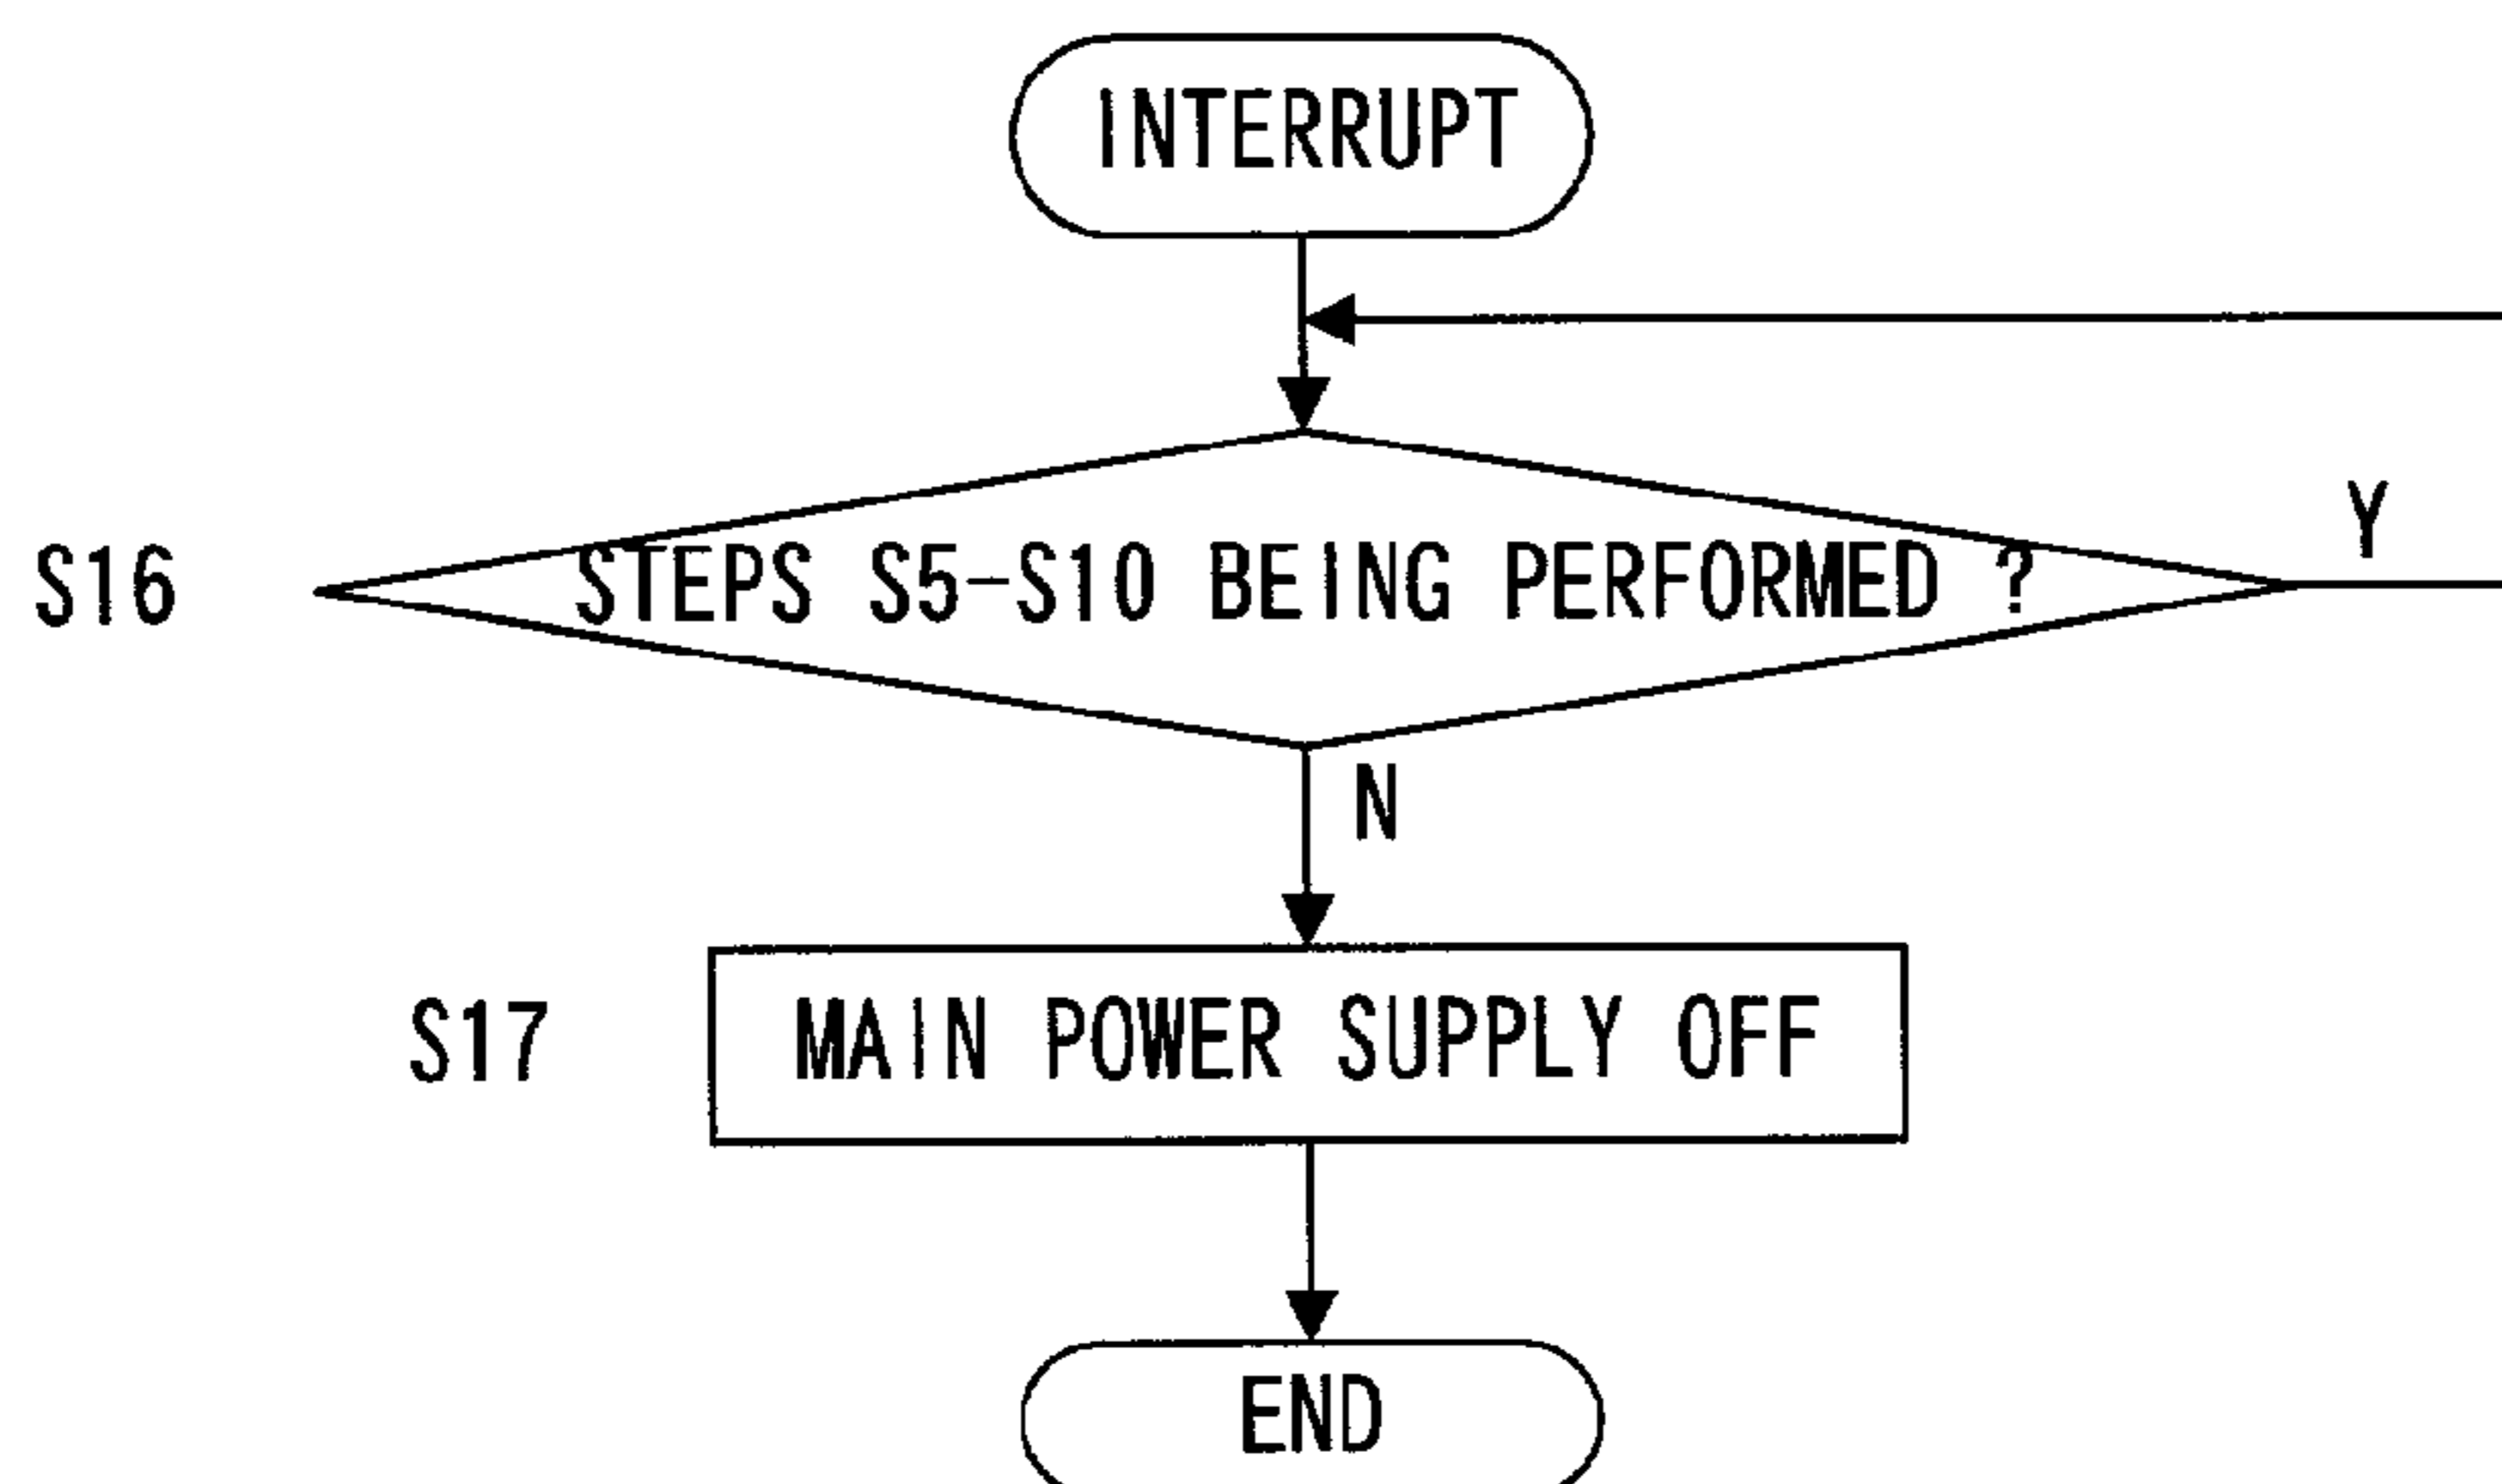 INTERRUPT
Y
S16 STEPS S5-S10 BEING PERFORMED ?
N
S17 MAIN POWER SUPPLY OFF
END